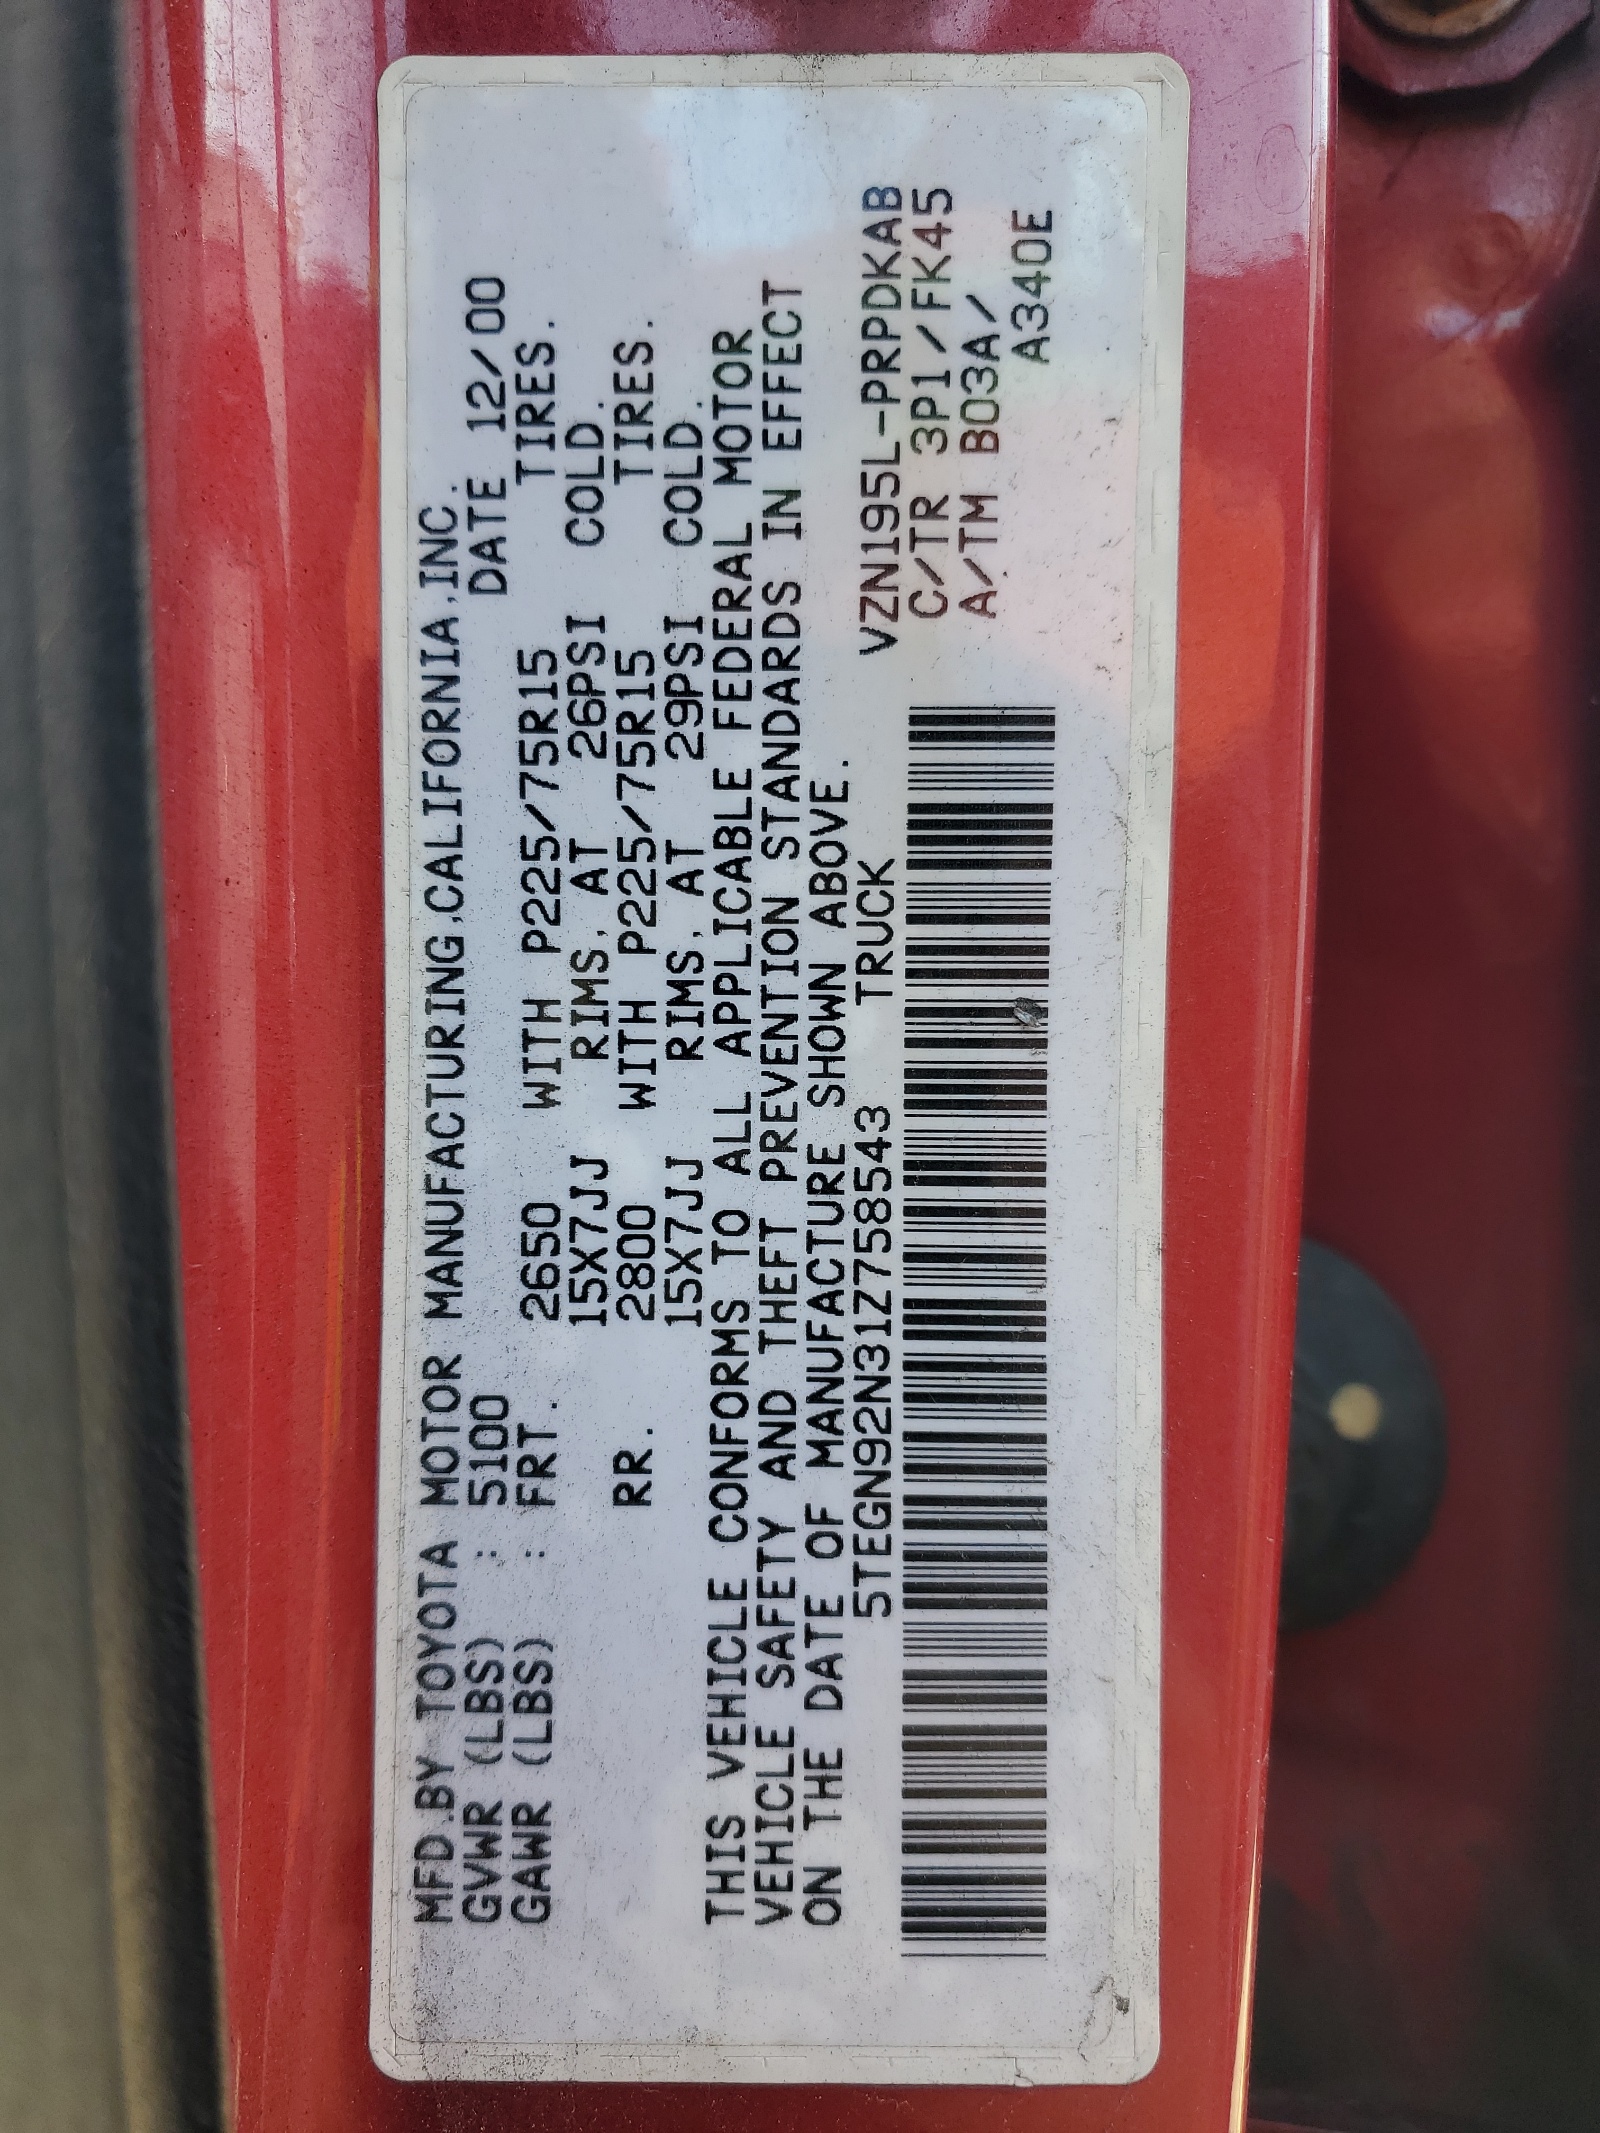 MFD.BY TOYOTA MOTOR MANUFACTURING,CALIFORNIA,INC.
GVWR (LBS) : 5100 DATE 12/00
GAWR (LBS) : FRT. 2650 WITH P225/75R15 TIRES.
15X7JJ RIMS, AT 26PSI COLD.
RR. 2800 WITH P225/75R15 TIRES.
15X7JJ RIMS, AT 29PSI COLD.
THIS VEHICLE CONFORMS TO ALL APPLICABLE FEDERAL MOTOR
VEHICLE SAFETY AND THEFT PREVENTION STANDARDS IN EFFECT
ON THE DATE OF MANUFACTURE SHOWN ABOVE.
5TEGN92N31Z758543 TRUCK VZN195L-PRPDKAB
C/TR 3P1/FK45
A/TM B03A/
A340E